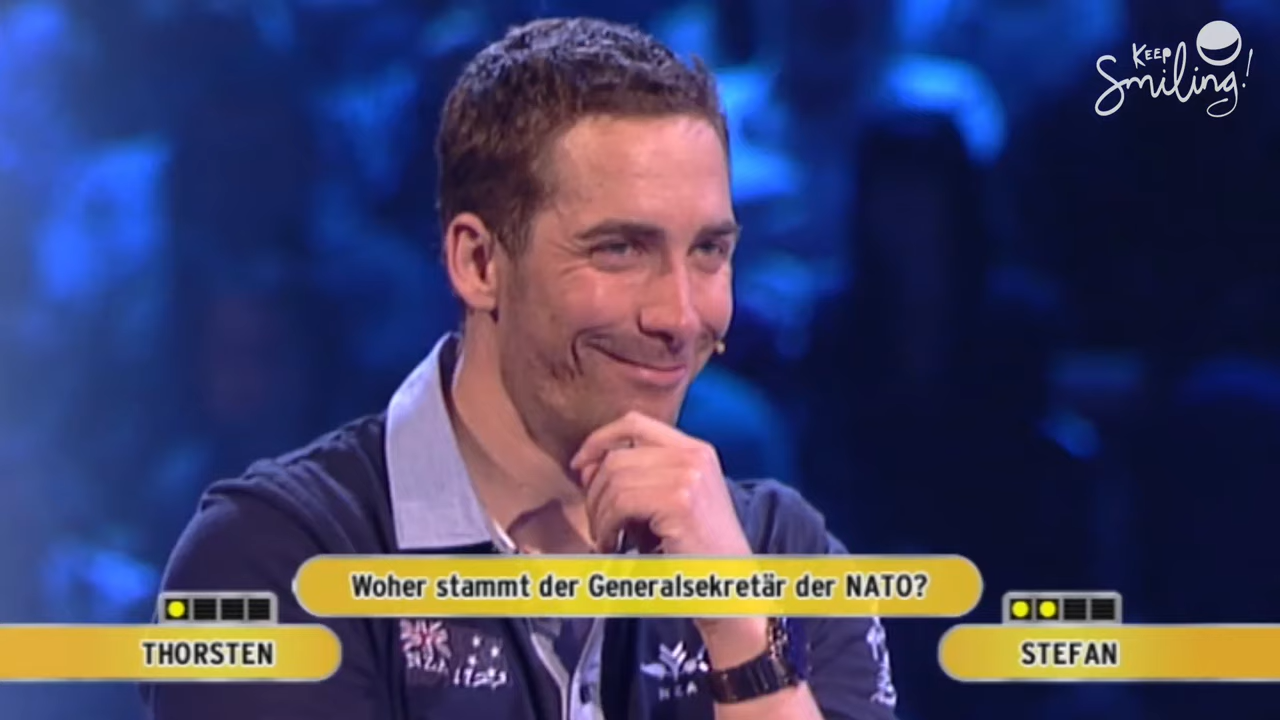 KEEP
Smiling!
Woher stammt der Generalsekretär der NATO?
THORSTEN
STEFAN